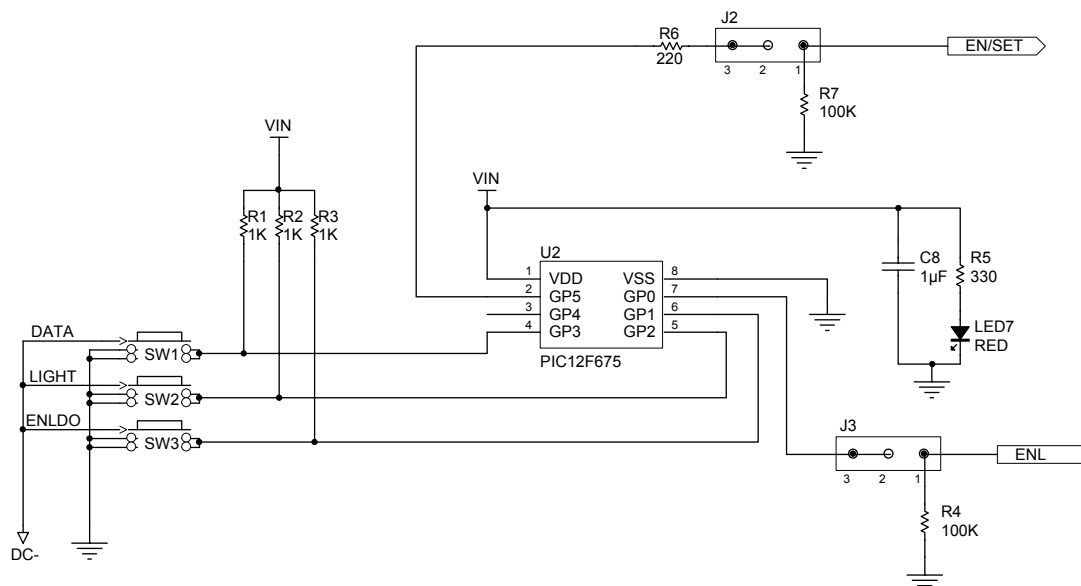 J2
R6
220
3
2
1
EN/SET
R7
100K
VIN
VIN
R1
1K
R2
1K
R3
1K
U2
1
VDD
VSS
8
2
GP5
GP0
7
3
GP4
GP1
6
4
GP3
GP2
5
PIC12F675
C8
1µF
R5
330
LED7
RED
DATA
SW1
LIGHT
SW2
ENLDO
SW3
DC-
J3
3
2
1
ENL
R4
100K